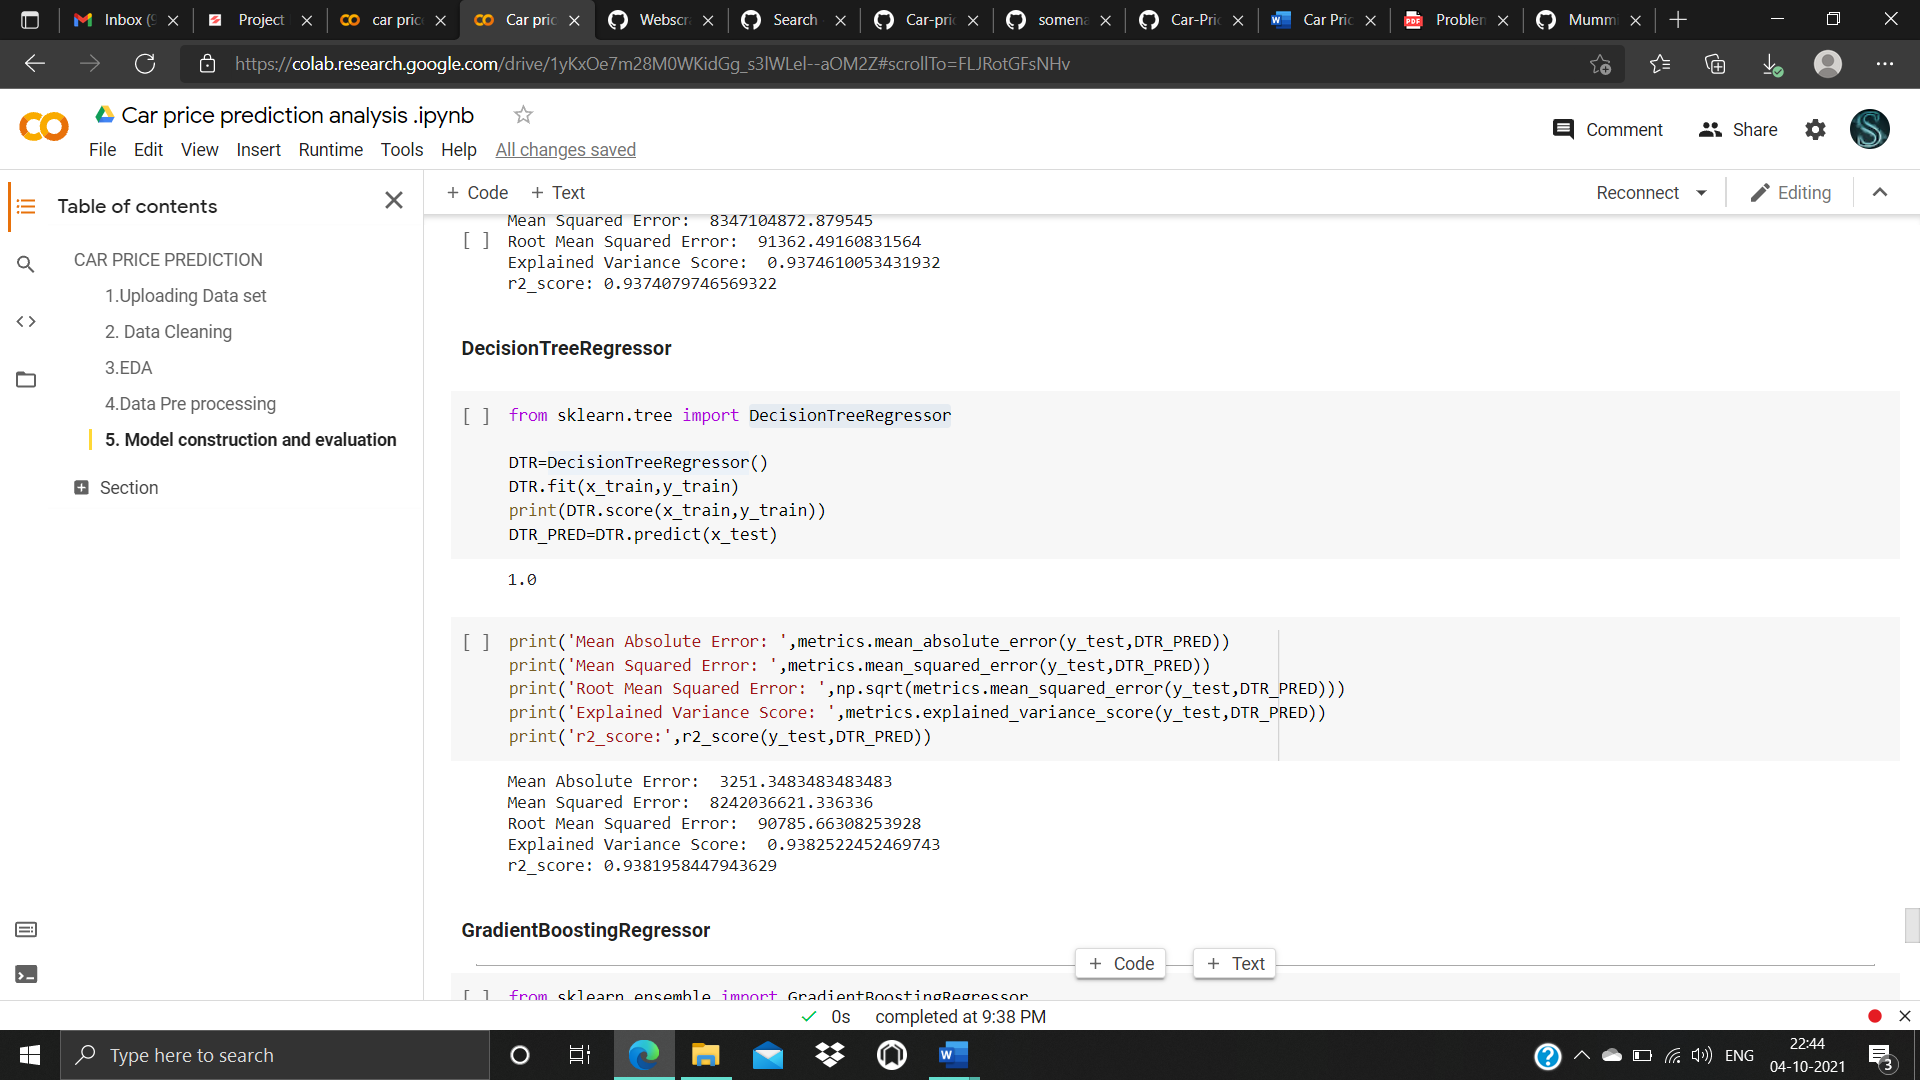 Inbox (9
Project
car pric
Car pric
Webscra
Search
Car-pric
somena
Car-Pric
Car Pric
Problem
Mummi
https://colab.research.google.com/drive/1yKxOe7m28M0WKidGg_s3lWLel--aOM2Z#scrollTo=FLJRotGFsNHv
Car price prediction analysis .ipynb
Comment
Share
File Edit View Insert Runtime Tools Help All changes saved
Table of contents
+ Code + Text
Reconnect
Editing
CAR PRICE PREDICTION
1.Uploading Data set
2. Data Cleaning
3.EDA
4.Data Pre processing
5. Model construction and evaluation
Section
Mean Squared Error:  8347104872.879545
[ ] Root Mean Squared Error:  91362.49160831564
Explained Variance Score:  0.9374610053431932
r2_score: 0.9374079746569322
DecisionTreeRegressor
[ ] from sklearn.tree import DecisionTreeRegressor
DTR=DecisionTreeRegressor()
DTR.fit(x_train,y_train)
print(DTR.score(x_train,y_train))
DTR_PRED=DTR.predict(x_test)
1.0
[ ] print('Mean Absolute Error: ',metrics.mean_absolute_error(y_test,DTR_PRED))
print('Mean Squared Error: ',metrics.mean_squared_error(y_test,DTR_PRED))
print('Root Mean Squared Error: ',np.sqrt(metrics.mean_squared_error(y_test,DTR_PRED)))
print('Explained Variance Score: ',metrics.explained_variance_score(y_test,DTR_PRED))
print('r2_score:',r2_score(y_test,DTR_PRED))
Mean Absolute Error:  3251.3483483483483
Mean Squared Error:  8242036621.336336
Root Mean Squared Error:  90785.66308253928
Explained Variance Score:  0.9382522452469743
r2_score: 0.9381958447943629
GradientBoostingRegressor
+ Code + Text
[ ] from sklearn.ensemble import GradientBoostingRegressor
0s completed at 9:38 PM
Type here to search
ENG
22:44
04-10-2021
3